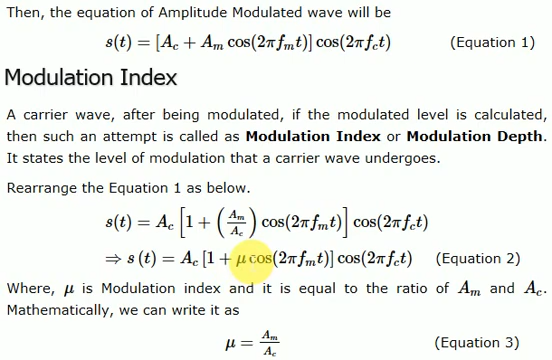 Then, the equation of Amplitude Modulated wave will be
s(t) = [A_c + A_m cos(2πf_m t)] cos(2πf_c t) (Equation 1)
Modulation Index
A carrier wave, after being modulated, if the modulated level is calculated,
then such an attempt is called as Modulation Index or Modulation Depth.
It states the level of modulation that a carrier wave undergoes.
Rearrange the Equation 1 as below.
s(t) = A_c [1 + (A_m/A_c) cos(2πf_m t)] cos(2πf_c t)
⇒ s (t) = A_c [1 + μ cos(2πf_m t)] cos(2πf_c t) (Equation 2)
Where, μ is Modulation index and it is equal to the ratio of A_m and A_c.
Mathematically, we can write it as
μ = A_m/A_c (Equation 3)